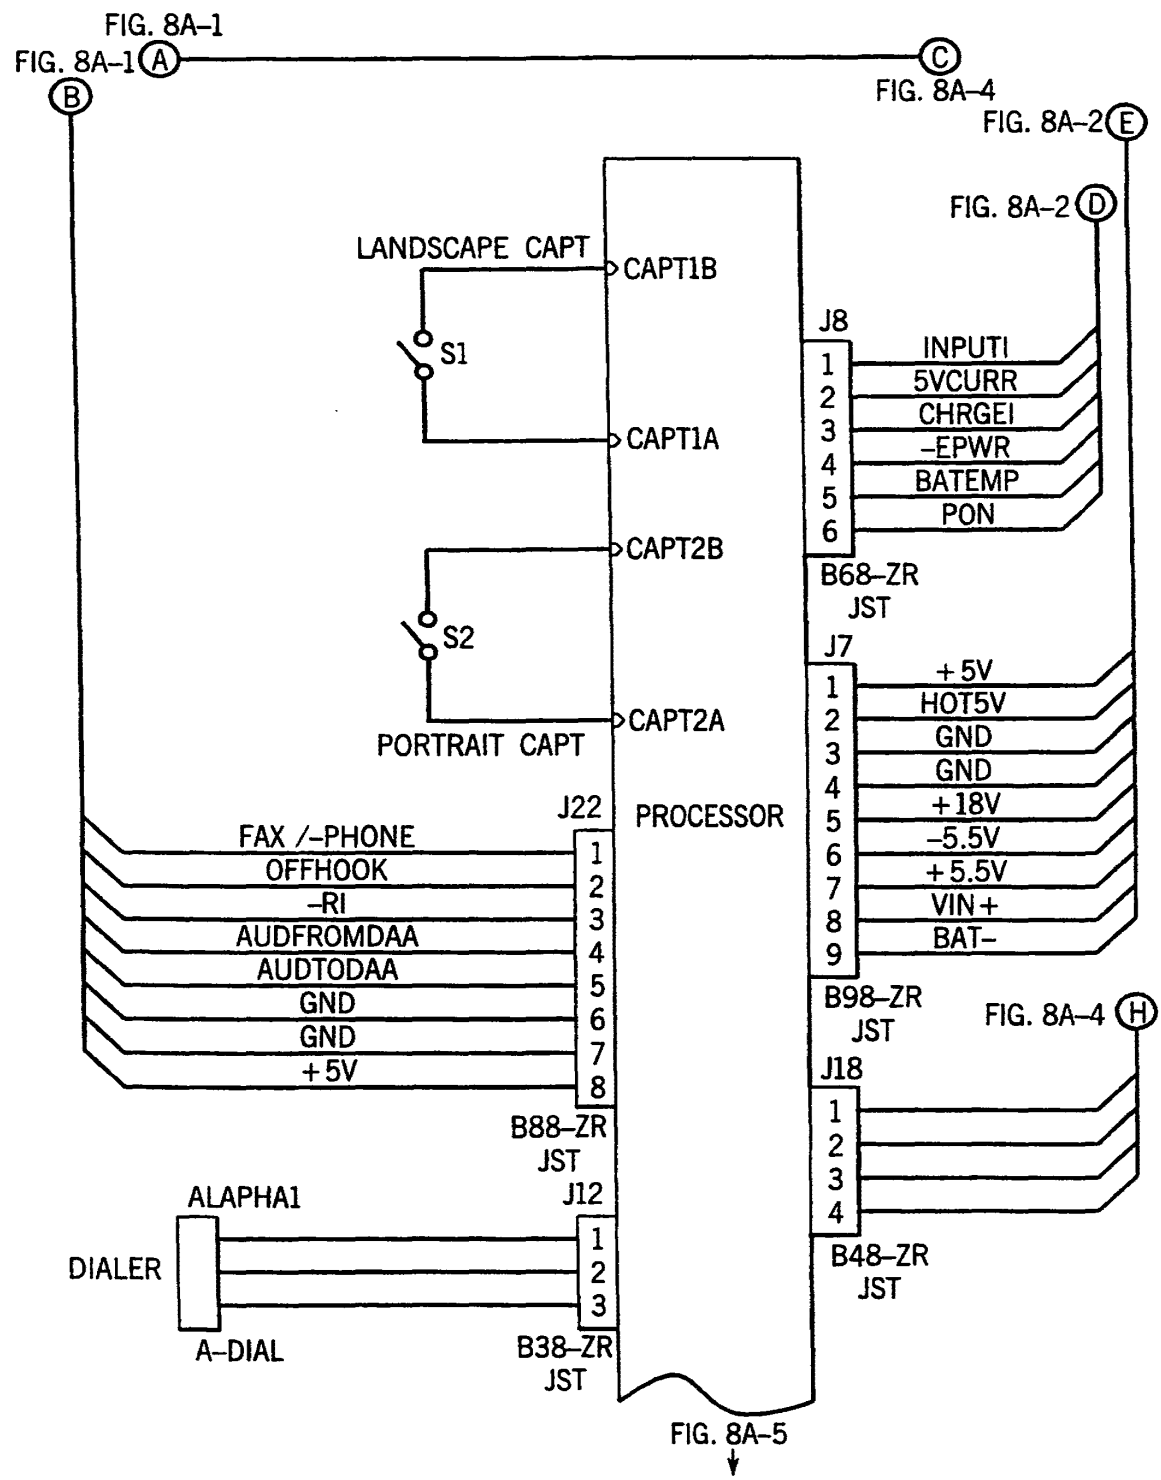 FIG. 8A-1
FIG. 8A-1 A
C
B
FIG. 8A-4
FIG. 8A-2 E
FIG. 8A-2 D
LANDSCAPE CAPT
CAPT1B
S1
CAPT1A
CAPT2B
S2
CAPT2A
PORTRAIT CAPT
PROCESSOR
J8
1 INPUTI
2 5VCURR
3 CHRGEI
4 -EPWR
5 BATEMP
6 PON
B68-ZR
JST
J7
1 +5V
2 HOT5V
3 GND
4 GND
5 +18V
6 -5.5V
7 +5.5V
8 VIN+
9 BAT-
B98-ZR
JST
J22
FAX /-PHONE 1
OFFHOOK 2
-RI 3
AUDFROMDAA 4
AUDTODAA 5
GND 6
GND 7
+5V 8
B88-ZR
JST
FIG. 8A-4 H
J18
1
2
3
4
B48-ZR
JST
ALAPHA1
DIALER
A-DIAL
J12
1
2
3
B38-ZR
JST
FIG. 8A-5